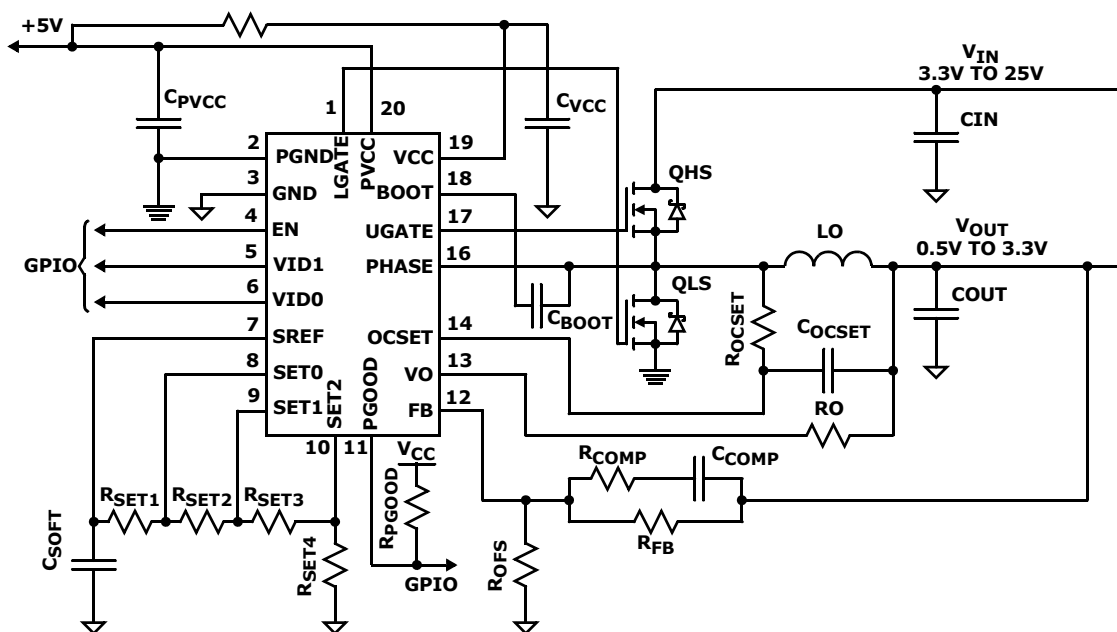 +5V
VIN
3.3V TO 25V
CPVCC
1
20
CVCC
CIN
2
PGND
LGATE
PVCC
VCC
19
3
GND
BOOT
18
QHS
4
EN
UGATE
17
VOUT
0.5V TO 3.3V
GPIO
5
VID1
PHASE
16
LO
6
VID0
QLS
CBOOT
COUT
7
SREF
OCSET
14
ROCSET
COCSET
8
SET0
VO
13
9
SET1
SET2
PGOOD
FB
12
RO
10
11
VCC
RCOMP
CCOMP
RSET1
RSET2
RSET3
RPGOOD
RFB
CSOFT
RSET4
GPIO
ROFS